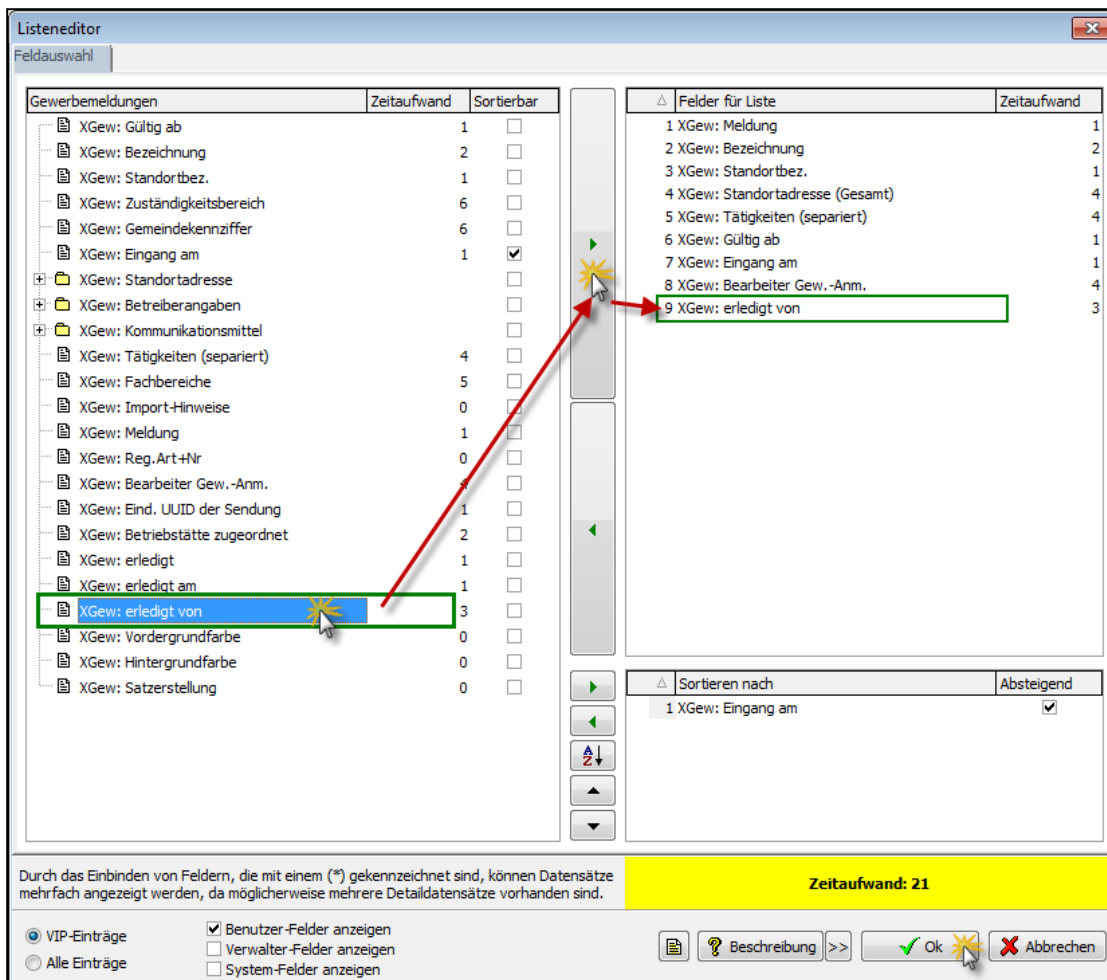 Listeneditor
Feldauswahl
Gewerbemeldungen Zeitaufwand Sortierbar
XGew: Gültig ab 1
XGew: Bezeichnung 2
XGew: Standortbez. 1
XGew: Zuständigkeitsbereich 6
XGew: Gemeindekennziffer 6
XGew: Eingang am 1
XGew: Standortadresse
XGew: Betreiberangaben
XGew: Kommunikationsmittel
XGew: Tätigkeiten (separiert) 4
XGew: Fachbereiche 5
XGew: Import-Hinweise 0
XGew: Meldung 1
XGew: Reg.Art+Nr 0
XGew: Bearbeiter Gew.-Anm. 4
XGew: Eind. UUID der Sendung 1
XGew: Betriebstätte zugeordnet 2
XGew: erledigt 1
XGew: erledigt am 1
XGew: erledigt von 3
XGew: Vordergrundfarbe 0
XGew: Hintergrundfarbe 0
XGew: Satzerstellung 0
Felder für Liste Zeitaufwand
1 XGew: Meldung 1
2 XGew: Bezeichnung 2
3 XGew: Standortbez. 1
4 XGew: Standortadresse (Gesamt) 4
5 XGew: Tätigkeiten (separiert) 4
6 XGew: Gültig ab 1
7 XGew: Eingang am 1
8 XGew: Bearbeiter Gew.-Anm. 4
9 XGew: erledigt von 3
Sortieren nach Absteigend
1 XGew: Eingang am
A
Z
Durch das Einbinden von Feldern, die mit einem (*) gekennzeichnet sind, können Datensätze
mehrfach angezeigt werden, da möglicherweise mehrere Detaildatensätze vorhanden sind.
Zeitaufwand: 21
VIP-Einträge
Alle Einträge
Benutzer-Felder anzeigen
Verwalter-Felder anzeigen
System-Felder anzeigen
? Beschreibung >> Ok Abbrechen